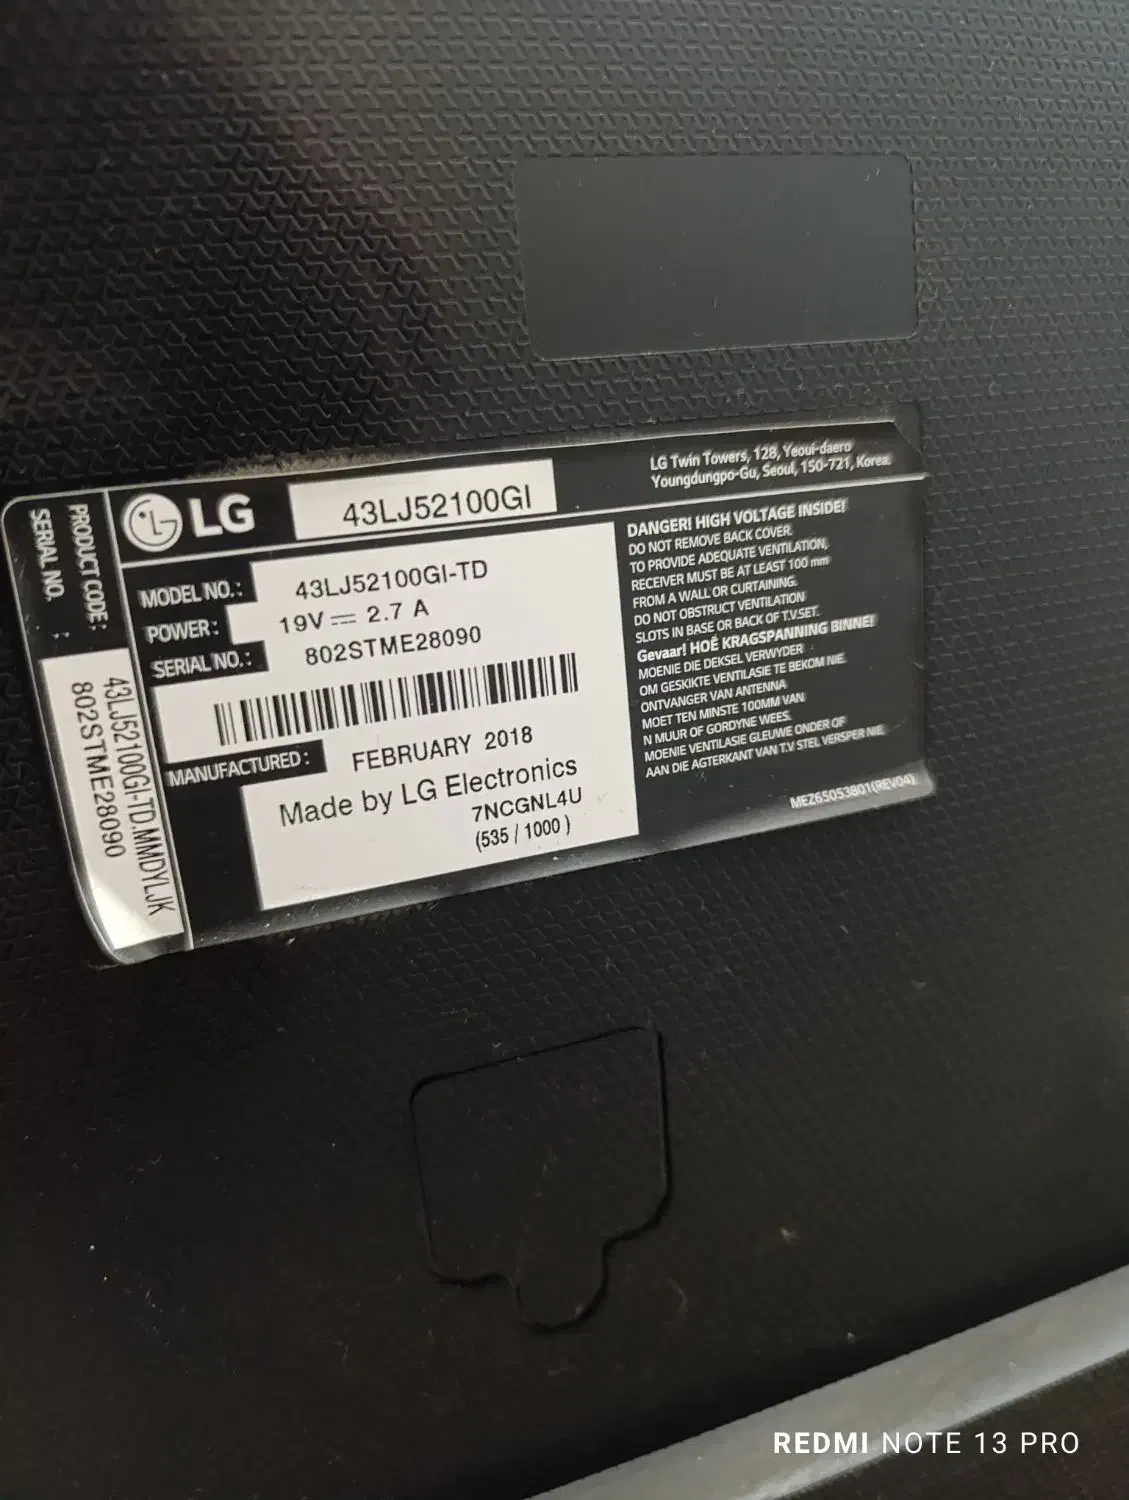 PRODUCT CODE: 43LJ52100GI-TD.MMDYLJK
SERIAL NO. : 802STME28090
LG
43LJ52100GI
LG Twin Towers, 128, Yeoui-daero
Youngdungpo-Gu, Seoul, 150-721, Korea.
MODEL NO.: 43LJ52100GI-TD
POWER: 19V ⎓ 2.7 A
SERIAL NO.: 802STME28090
MANUFACTURED: FEBRUARY 2018
Made by LG Electronics
7NCGNL4U
(535 / 1000 )
DANGER! HIGH VOLTAGE INSIDE!
DO NOT REMOVE BACK COVER.
TO PROVIDE ADEQUATE VENTILATION,
RECEIVER MUST BE AT LEAST 100 mm
FROM A WALL OR CURTAINING.
DO NOT OBSTRUCT VENTILATION
SLOTS IN BASE OR BACK OF T.V.SET.
Gevaar! HOË KRAGSPANNING BINNE!
MOENIE DIE DEKSEL VERWYDER
OM GESKIKTE VENTILASIE TE BEKOM NIE.
ONTVANGER VAN ANTENNA
MOET TEN MINSTE 100MM VAN
N MUUR OF GORDYNE WEES.
MOENIE VENTILASIE GLEUWE ONDER OF
AAN DIE AGTERKANT VAN T.V STEL VERSPER NIE.
MEZ65053801(REV04)
REDMI NOTE 13 PRO